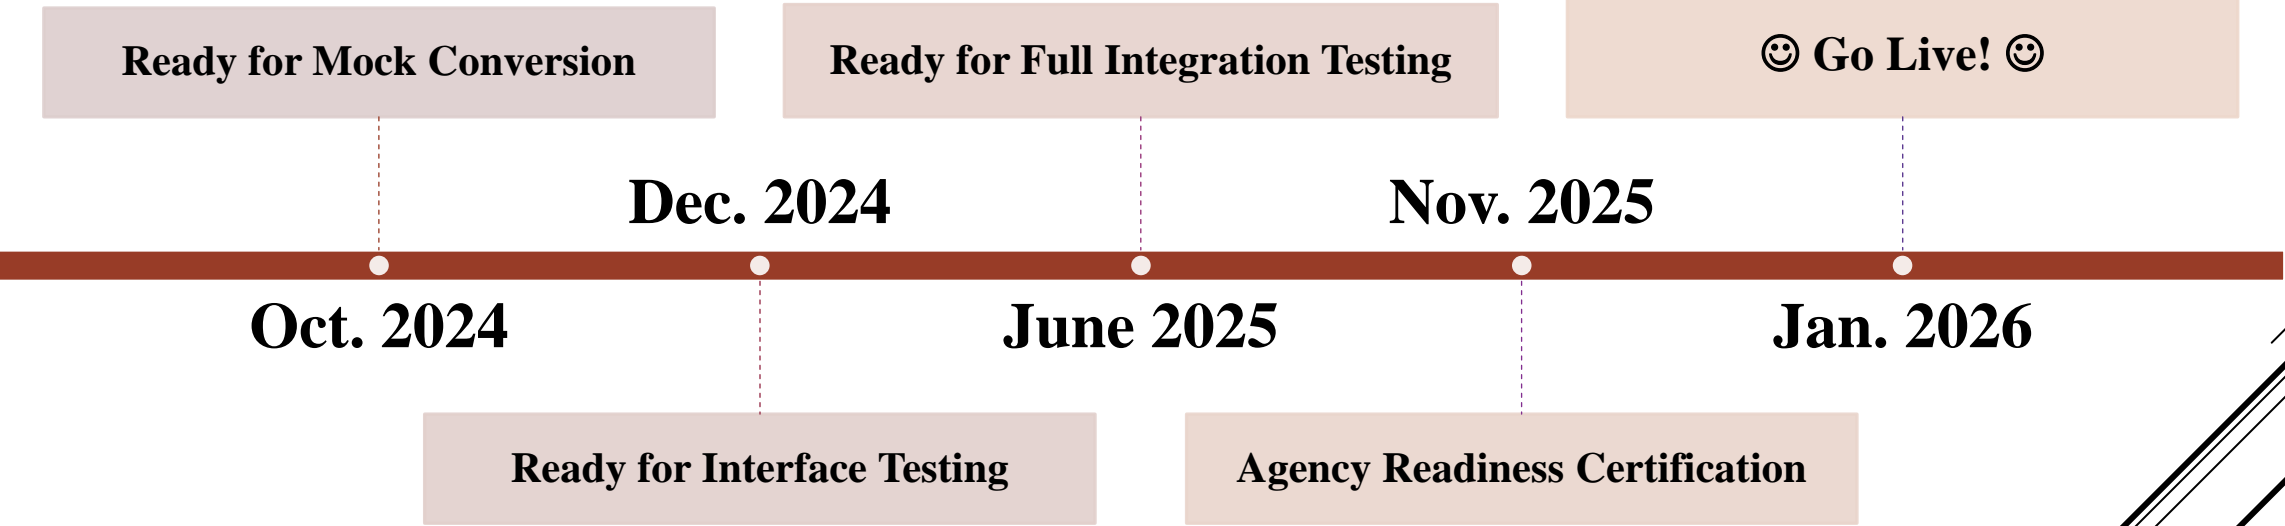 Ready for Mock Conversion
Ready for Full Integration Testing
☺ Go Live! ☺
Dec. 2024
Nov. 2025
Oct. 2024
June 2025
Jan. 2026
Ready for Interface Testing
Agency Readiness Certification